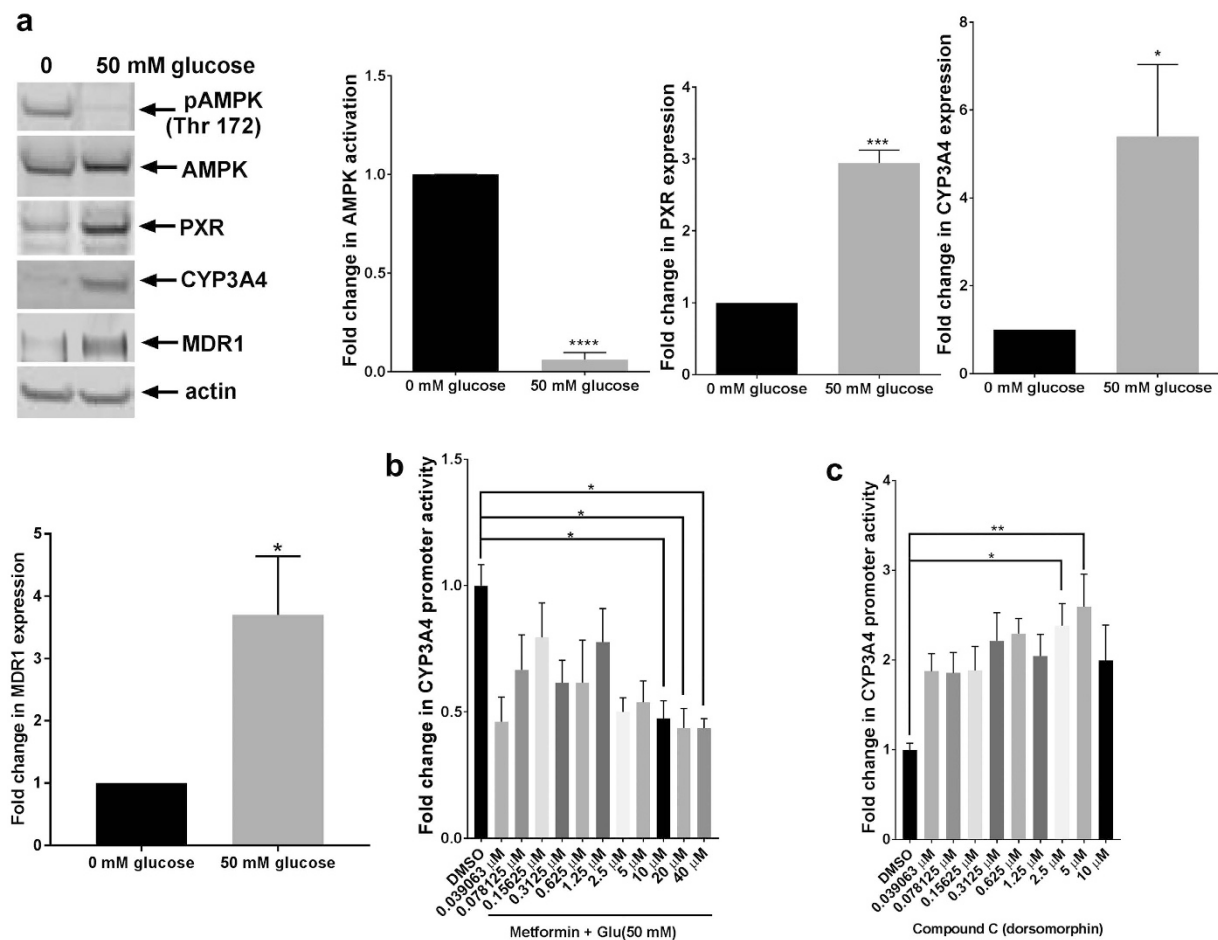 a
0 50 mM glucose
pAMPK
(Thr 172)
AMPK
PXR
CYP3A4
MDR1
actin
Fold change in AMPK activation
1.5
1.0
0.5
0.0
****
0 mM glucose 50 mM glucose
Fold change in PXR expression
4
3
2
1
0
***
0 mM glucose 50 mM glucose
Fold change in CYP3A4 expression
8
6
4
2
0
*
0 mM glucose 50 mM glucose
Fold change in MDR1 expression
5
4
3
2
1
0
*
0 mM glucose 50 mM glucose
b
Fold change in CYP3A4 promoter activity
1.5
1.0
0.5
0.0
*
*
*
DMSO
0.039063 µM
0.078125 µM
0.15625 µM
0.3125 µM
0.625 µM
1.25 µM
2.5 µM
5 µM
10 µM
20 µM
40 µM
Metformin + Glu(50 mM)
c
Fold change in CYP3A4 promoter activity
4
3
2
1
0
**
*
DMSO
0.039063 µM
0.078125 µM
0.15625 µM
0.3125 µM
0.625 µM
1.25 µM
2.5 µM
5 µM
10 µM
Compound C (dorsomorphin)